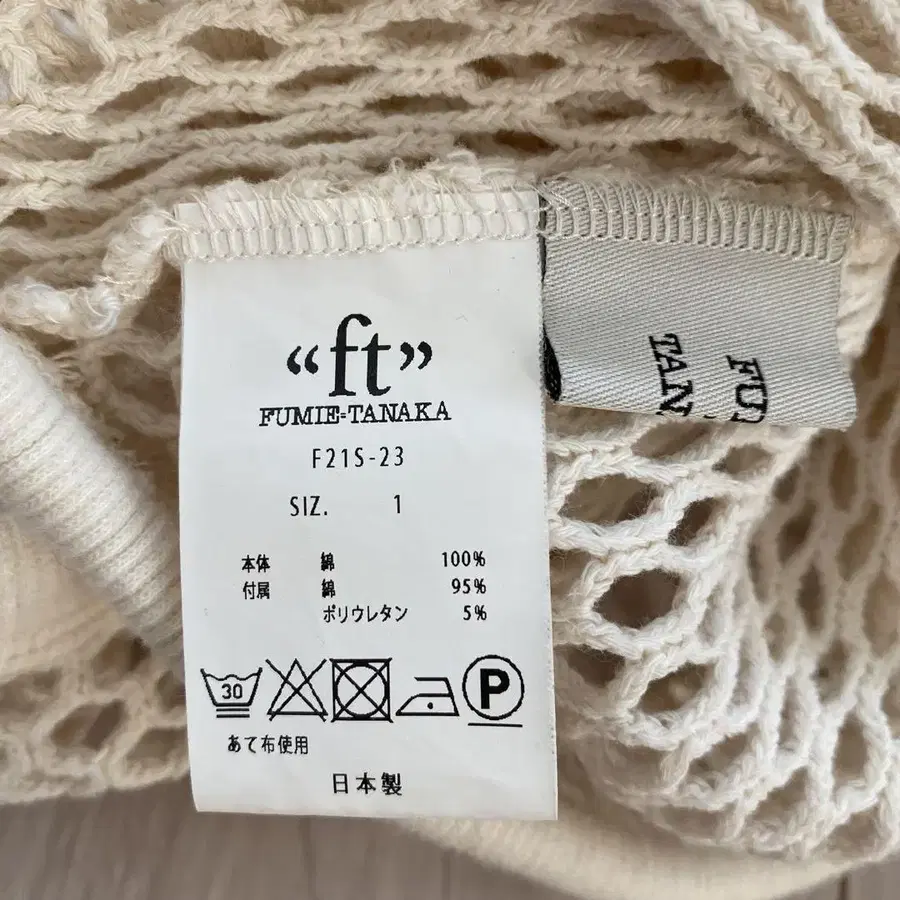 “ft”
FUMIE=TANAKA
F21S-23
SIZ. 1
本体 綿 100%
付属 綿 95%
ポリウレタン 5%
30
P
あて布使用
日本製
FU
TAN